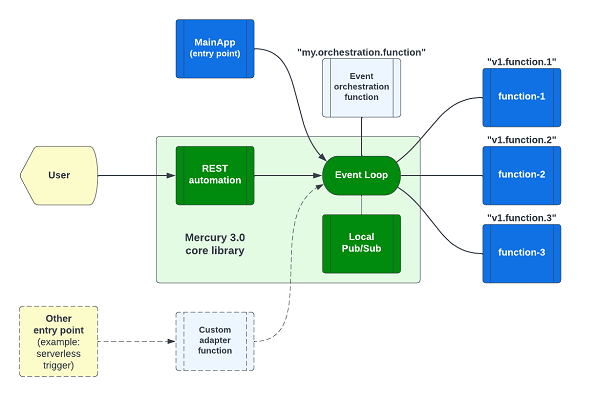 MainApp
(entry point)
"my.orchestration.function"
Event
orchestration
function
"v1.function.1"
function-1
User
REST
automation
Event Loop
"v1.function.2"
function-2
Mercury 3.0
core library
Local
Pub/Sub
"v1.function.3"
function-3
Other
entry point
(example:
serverless
trigger)
Custom
adapter
function